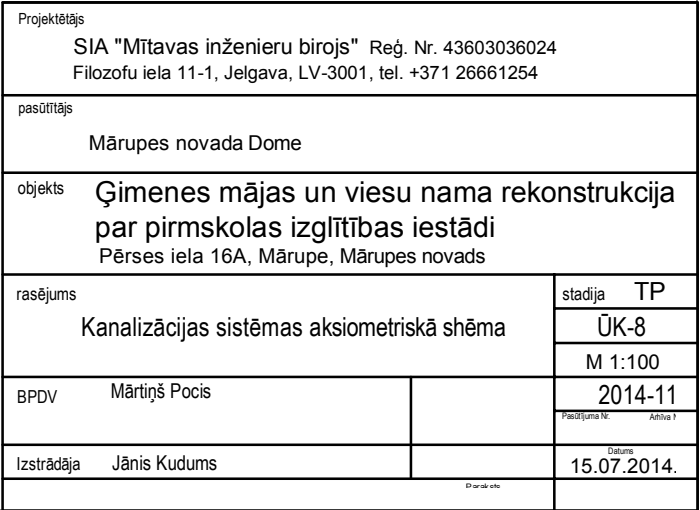 Projektētājs
SIA "Mītavas inženieru birojs" Reģ. Nr. 43603036024
Filozofu iela 11-1, Jelgava, LV-3001, tel. +371 26661254
pasūtītājs
Mārupes novada Dome
objekts
Ģimenes mājas un viesu nama rekonstrukcija
par pirmskolas izglītības iestādi
Pērses iela 16A, Mārupe, Mārupes novads
rasējums
Kanalizācijas sistēmas aksiometriskā shēma
stadija TP
ŪK-8
M 1:100
BPDV Mārtiņš Pocis
2014-11
Pasūtījuma Nr. Arhīva
Izstrādāja Jānis Kudums
Datums
15.07.2014.